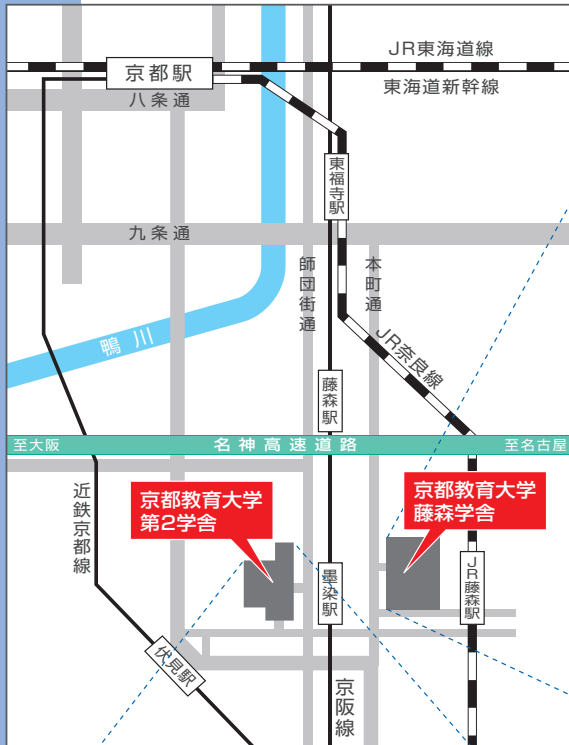 JR東海道線
京都駅
東海道新幹線
八条通
東福寺駅
九条通
師団街通
本町通
鴨川
JR奈良線
藤森駅
至大阪
名神高速道路
至名古屋
近鉄京都線
京都教育大学
第2学舎
京都教育大学
藤森学舎
墨染駅
JR藤森駅
伏見駅
京阪線